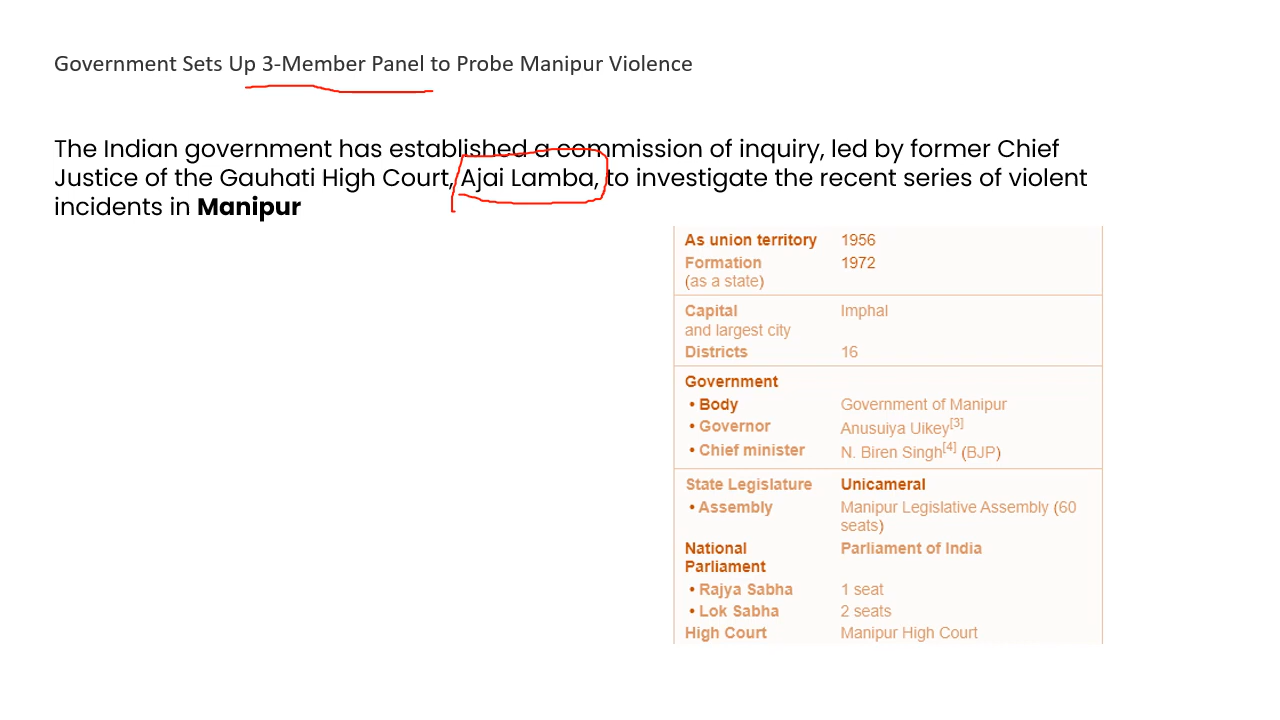 Government Sets Up 3-Member Panel to Probe Manipur Violence
The Indian government has established a commission of inquiry, led by former Chief
Justice of the Gauhati High Court, Ajai Lamba, to investigate the recent series of violent
incidents in Manipur
As union territory 1956
Formation 1972
(as a state)
Capital Imphal
and largest city
Districts 16
Government
• Body Government of Manipur
• Governor Anusuiya Uikey[3]
• Chief minister N. Biren Singh[4] (BJP)
State Legislature Unicameral
• Assembly Manipur Legislative Assembly (60
seats)
National Parliament of India
Parliament
• Rajya Sabha 1 seat
• Lok Sabha 2 seats
High Court Manipur High Court